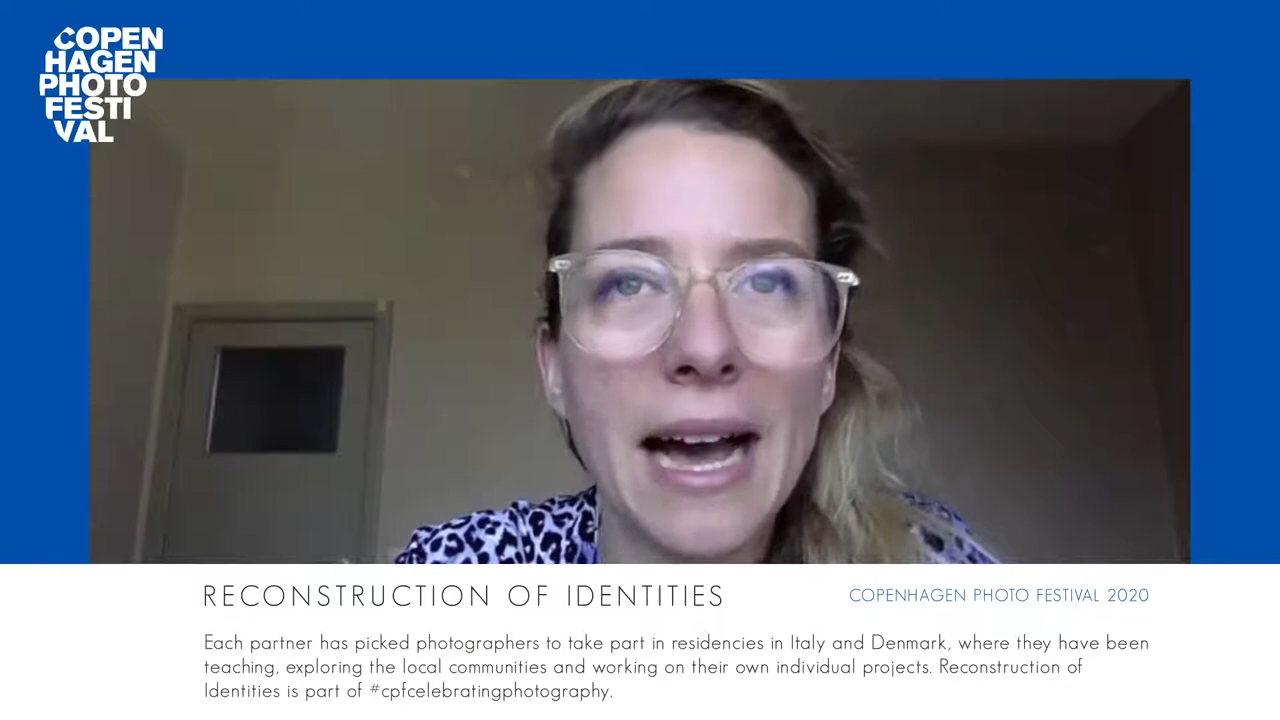 COPEN
HAGEN
PHOTO
FESTI
VAL
RECONSTRUCTION OF IDENTITIES
COPENHAGEN PHOTO FESTIVAL 2020
Each partner has picked photographers to take part in residencies in Italy and Denmark, where they have been
teaching, exploring the local communities and working on their own individual projects. Reconstruction of
Identities is part of #cpfcelebratingphotography.